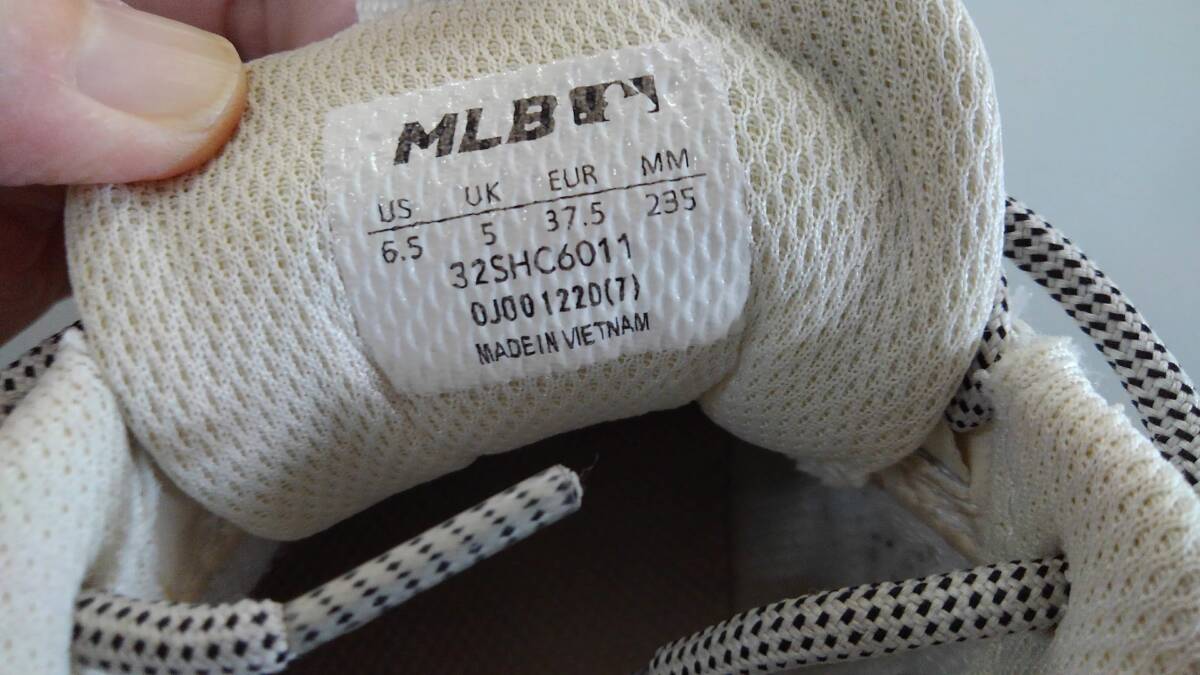 MLB
US UK EUR MM
6.5 5 37.5 235
32SHC6011
0J001220(7)
MADE IN VIETNAM